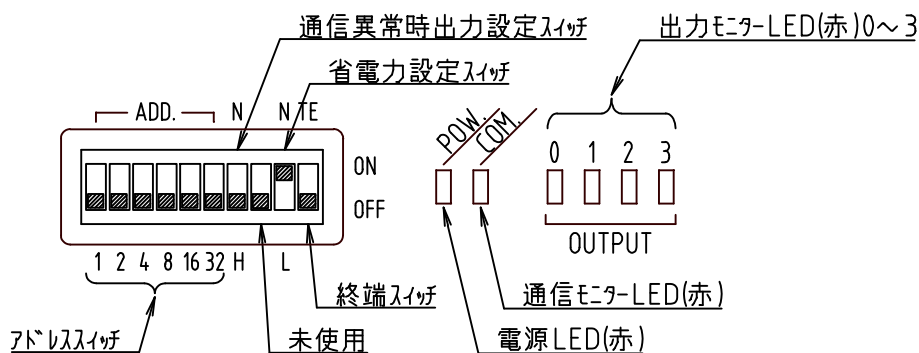 通信異常時出力設定スイッチ
出力モニターLED(赤)0～3
省電力設定スイッチ
ADD. N N TE
POW. COM.
ON
OFF
0 1 2 3
OUTPUT
1 2 4 8 16 32 H L
終端スイッチ
通信モニターLED(赤)
アドレススイッチ
未使用
電源LED(赤)